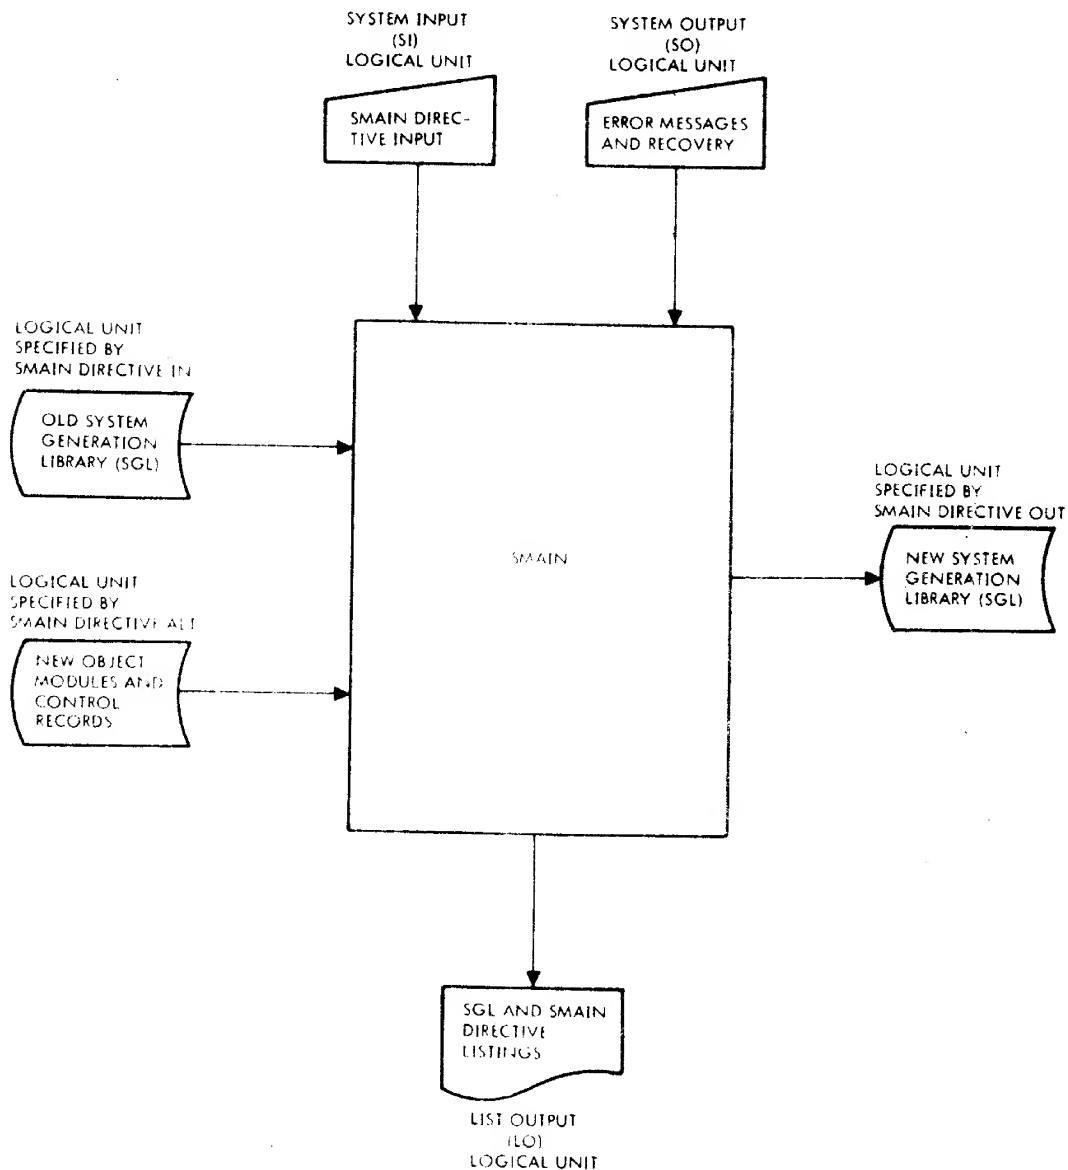 SYSTEM INPUT
(SI)
LOGICAL UNIT
SMAIN DIREC-
TIVE INPUT
SYSTEM OUTPUT
(SO)
LOGICAL UNIT
ERROR MESSAGES
AND RECOVERY
LOGICAL UNIT
SPECIFIED BY
SMAIN DIRECTIVE IN
OLD SYSTEM
GENERATION
LIBRARY (SGL)
LOGICAL UNIT
SPECIFIED BY
SMAIN DIRECTIVE ALT
NEW OBJECT
MODULES AND
CONTROL
RECORDS
SMAIN
LOGICAL UNIT
SPECIFIED BY
SMAIN DIRECTIVE OUT
NEW SYSTEM
GENERATION
LIBRARY (SGL)
SGL AND SMAIN
DIRECTIVE
LISTINGS
LIST OUTPUT
(LO)
LOGICAL UNIT